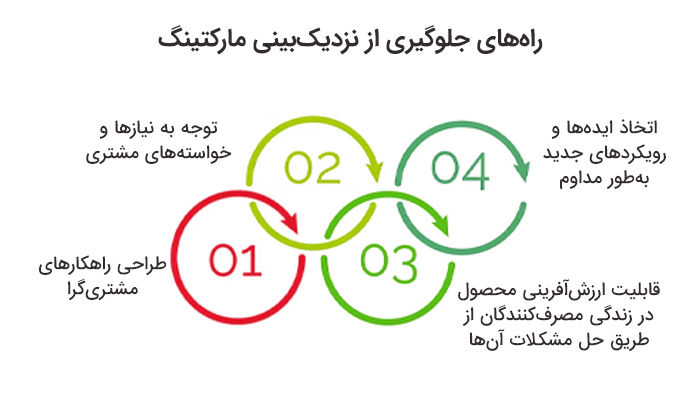 راه‌های جلوگیری از نزدیک‌بینی مارکتینگ
01
طراحی راهکارهای
مشتری‌گرا
02
توجه به نیازها و
خواسته‌های مشتری
03
قابلیت ارزش‌آفرینی محصول
در زندگی مصرف‌کنندگان از
طریق حل مشکلات آن‌ها
04
اتخاذ ایده‌ها و
رویکردهای جدید
به‌طور مداوم